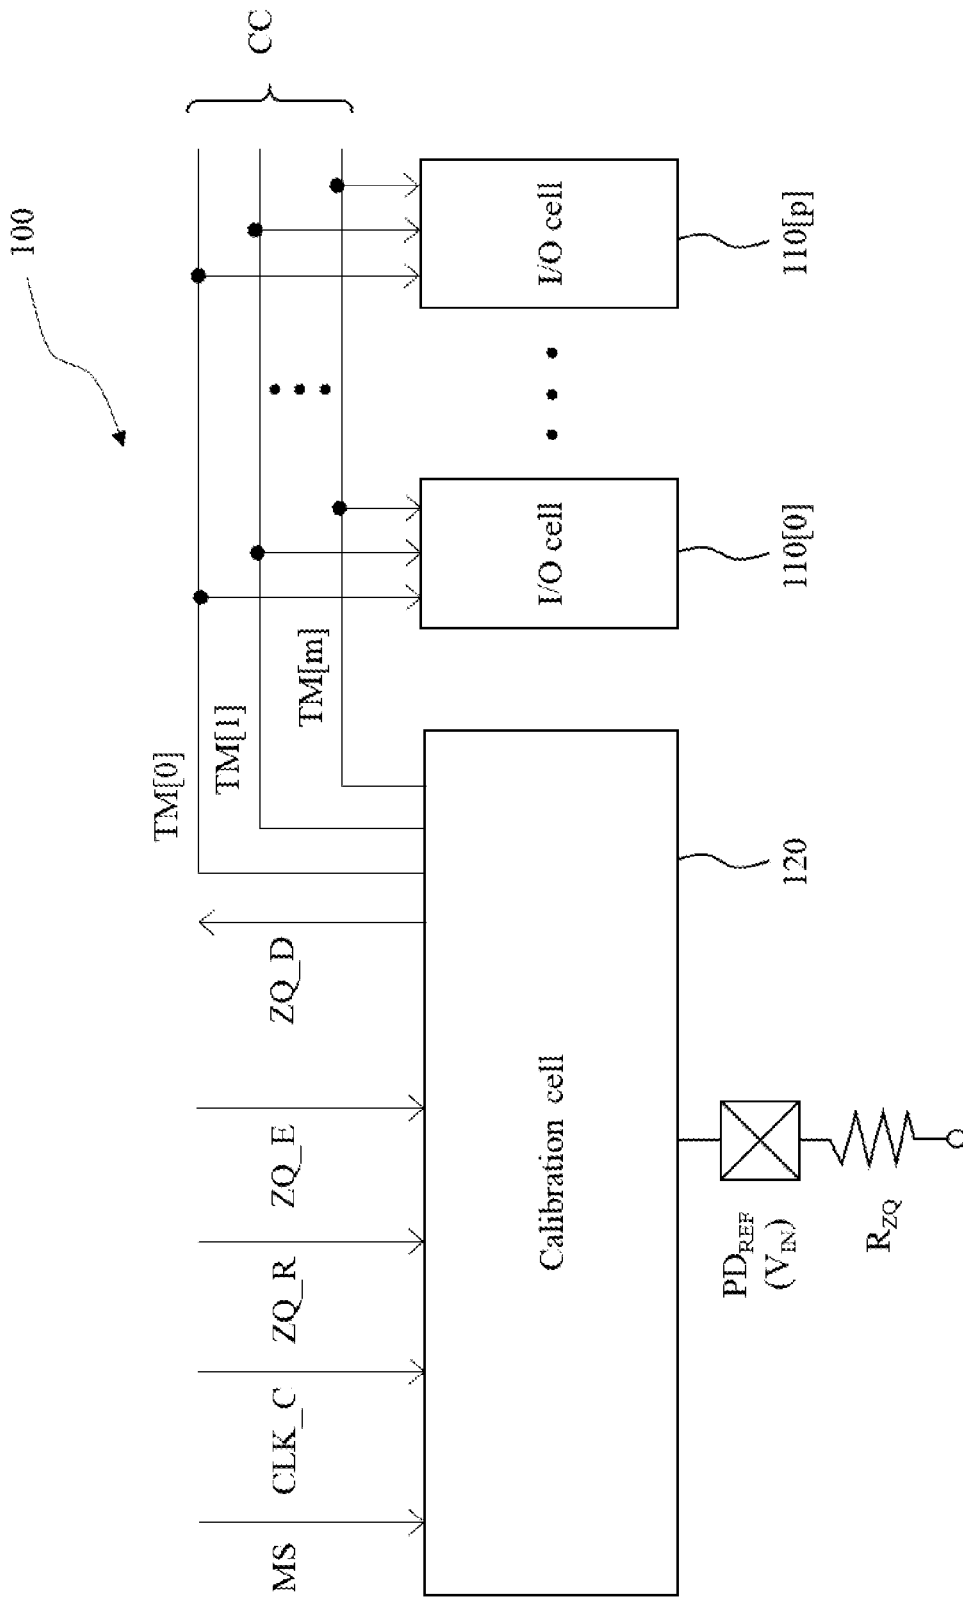 100
CC
TM[0]
TM[1]
TM[m]
MS
CLK_C
ZQ_R
ZQ_E
ZQ_D
Calibration cell
I/O cell
I/O cell
120
110[0]
110[p]
PD_REF
(V_IN)
R_ZQ